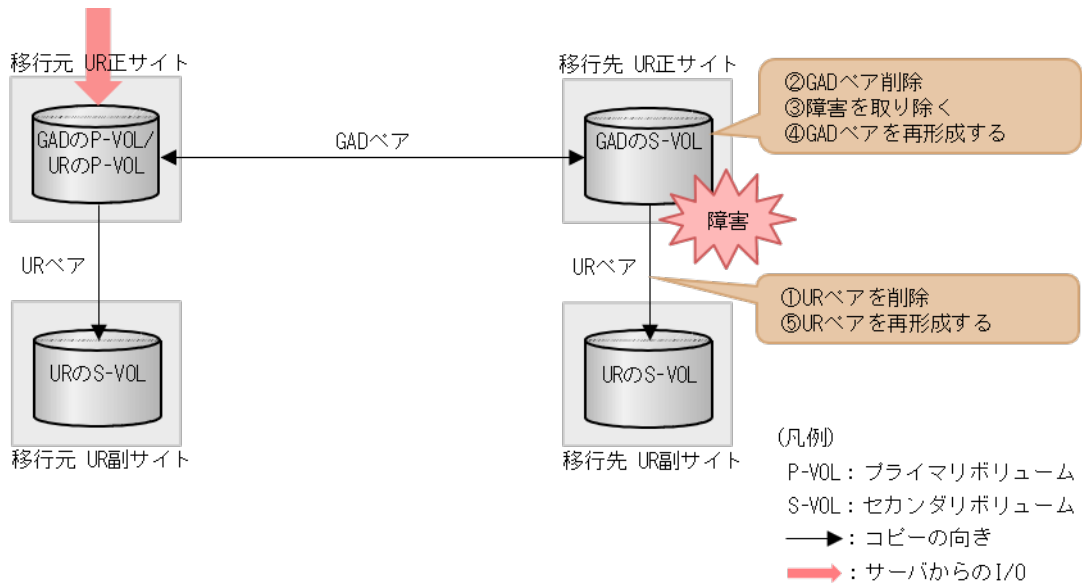 移行元 UR正サイト
移行先 UR正サイト
②GADペア削除
③障害を取り除く
④GADペアを再形成する
GADのP-VOL/
URのP-VOL
GADペア
GADのS-VOL
障害
URペア
URペア
①URペアを削除
⑤URペアを再形成する
URのS-VOL
URのS-VOL
移行元 UR副サイト
移行先 UR副サイト
(凡例)
P-VOL：プライマリボリューム
S-VOL：セカンダリボリューム
：コピーの向き
：サーバからのI/O